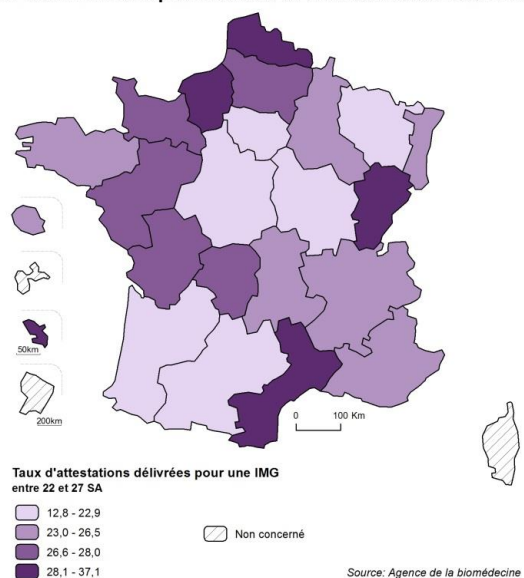 50km
200km
0 100 Km
Taux d'attestations délivrées pour une IMG
entre 22 et 27 SA
12,8 - 22,9
23,0 - 26,5
26,6 - 28,0
28,1 - 37,1
Non concerné
Source: Agence de la biomédecine